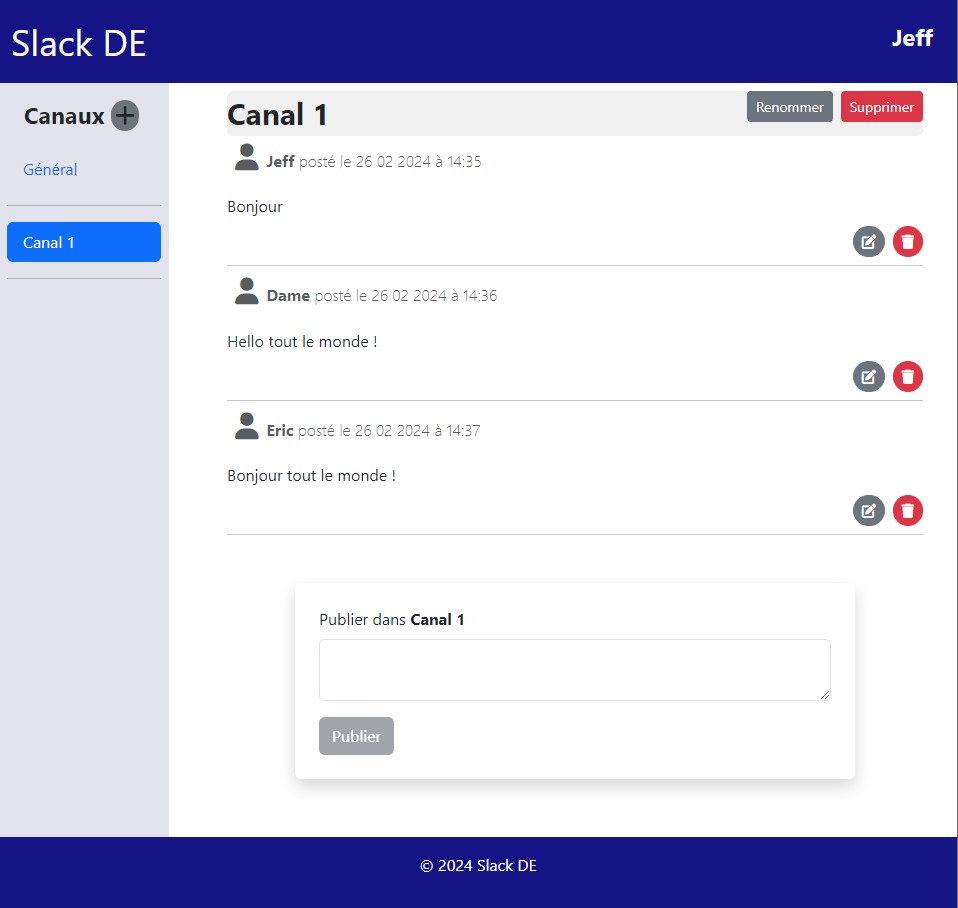 Slack DE
Jeff
Canaux
Général
Canal 1
Canal 1
Renommer
Supprimer
Jeff posté le 26 02 2024 à 14:35
Bonjour
Dame posté le 26 02 2024 à 14:36
Hello tout le monde !
Eric posté le 26 02 2024 à 14:37
Bonjour tout le monde !
Publier dans Canal 1
Publier
© 2024 Slack DE